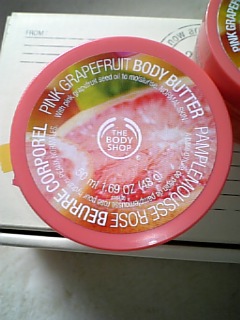 FROM
PINK GRAPEFRUIT BODY BUTTER
With pink grapefruit seed oil to moisturise NORMAL SKIN
THE
BODY
SHOP
50 ml 1.69 OZ (48 G)
PAMPLEMOUSSE ROSE BEURRE CORPOREL
PINK GRAPEF